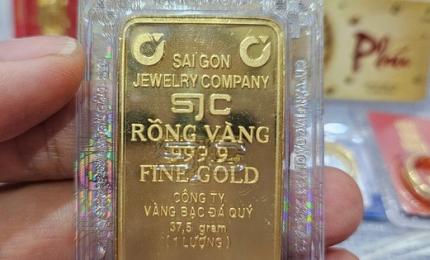 SAIGON
JEWELRY COMPANY
SJC
RỒNG VÀNG
999.9
FINE GOLD
CÔNG TY
VÀNG BẠC ĐÁ QUÝ
37,5 gram
(1 LƯỢNG)
Phúc